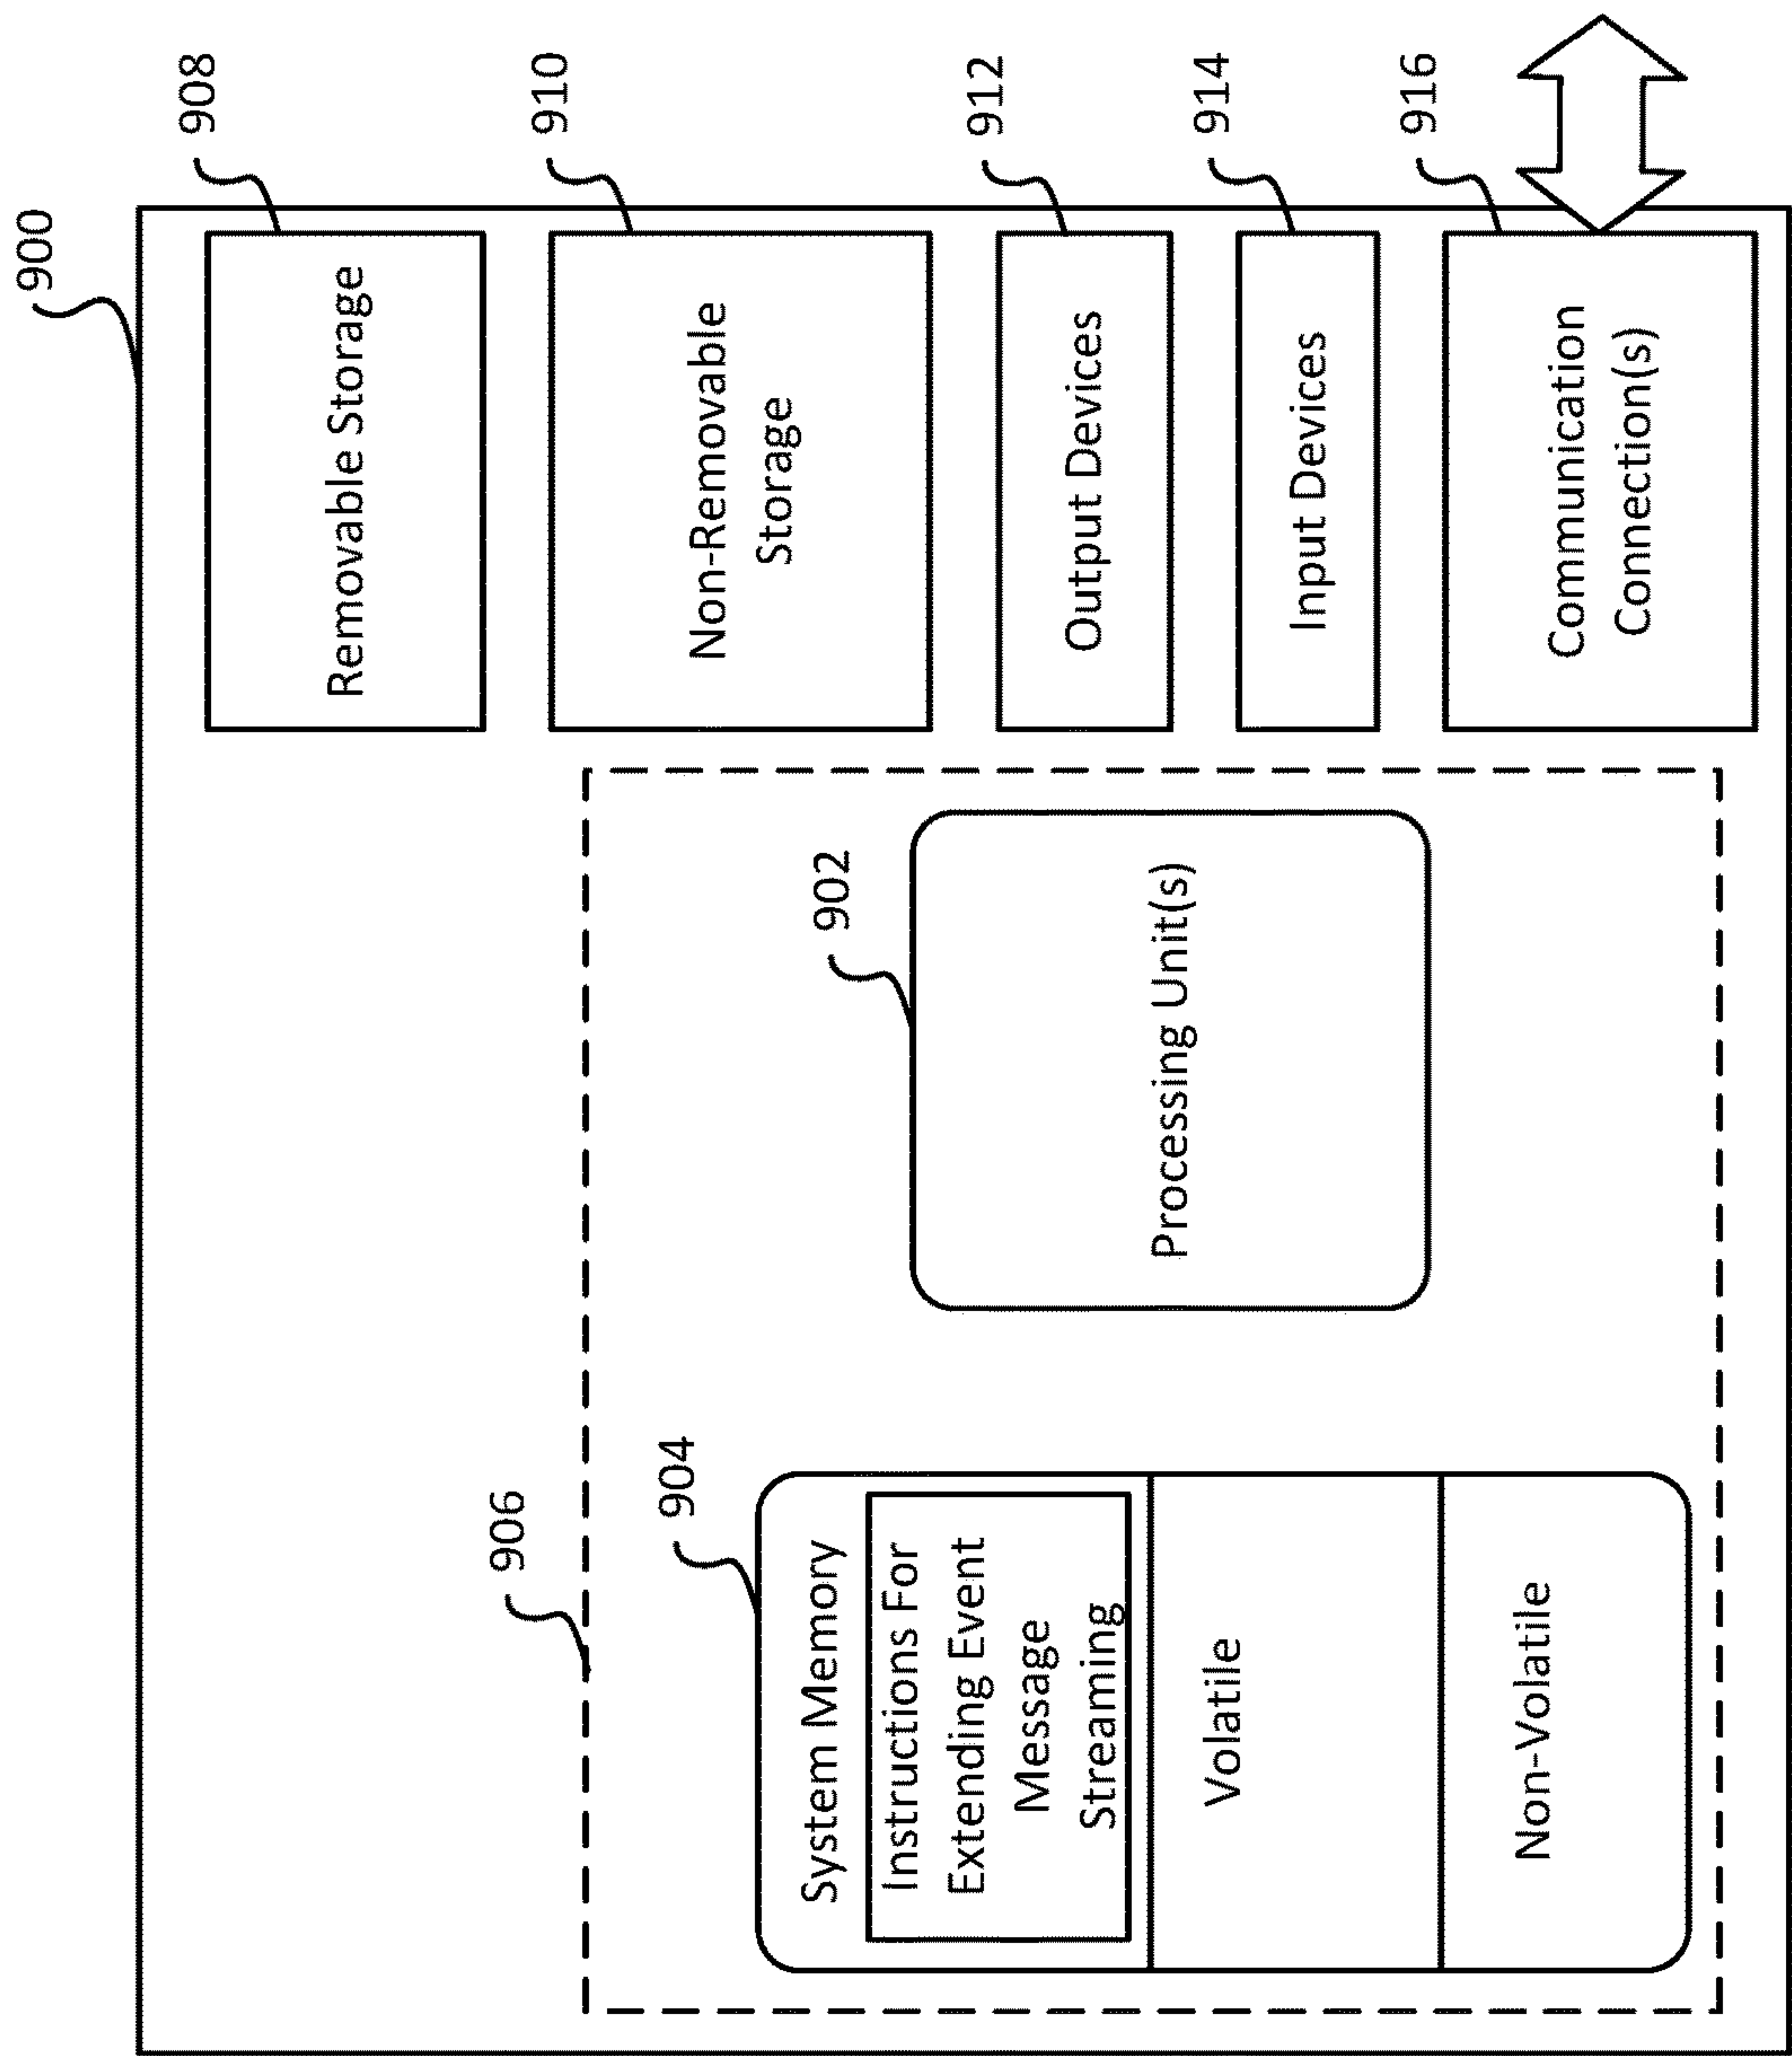 900
906
904
System Memory
Instructions For
Extending Event
Message
Streaming
Volatile
Non-Volatile
902
Processing Unit(s)
Removable Storage
908
Non-Removable
Storage
910
Output Devices
912
Input Devices
914
Communication
Connection(s)
916